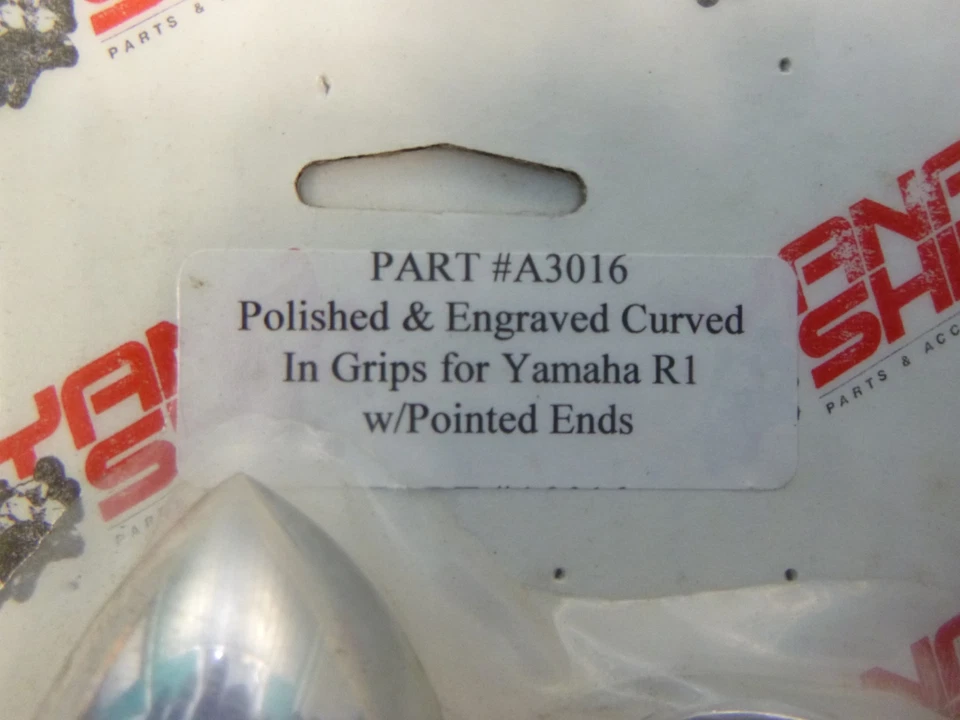 PARTS &
PART #A3016
Polished & Engraved Curved
In Grips for Yamaha R1
w/Pointed Ends
PARTS & ACC